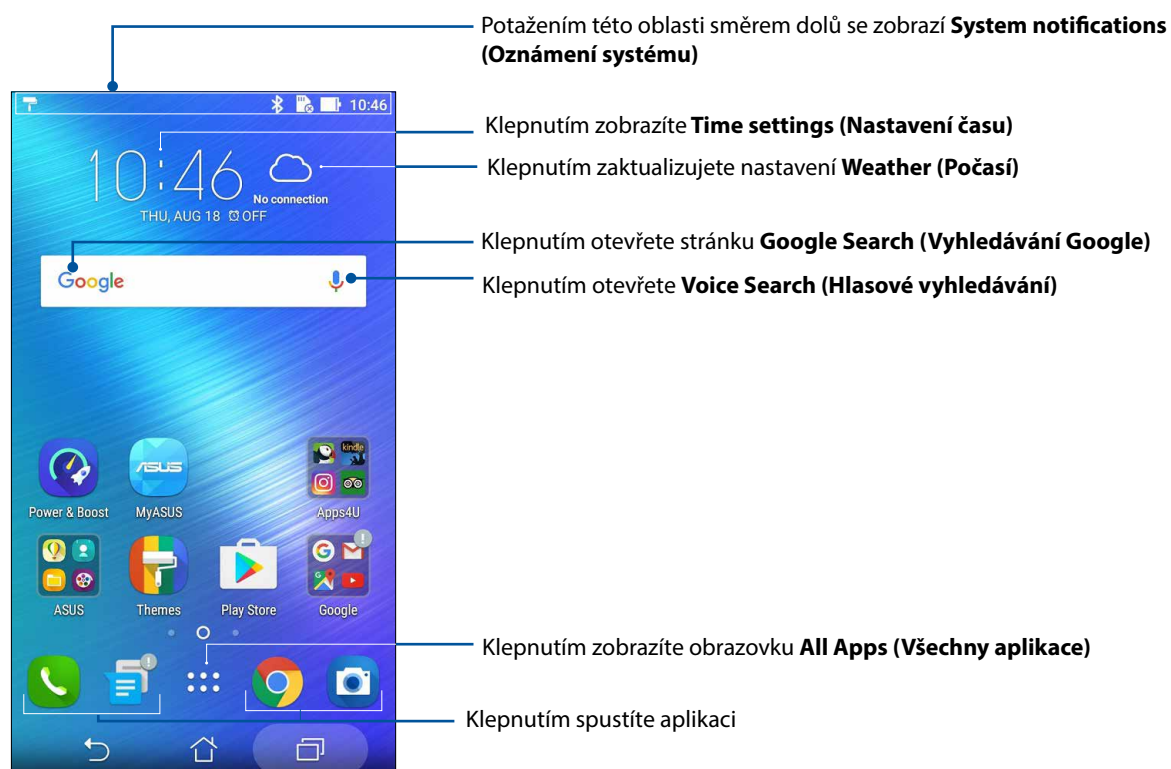 Potažením této oblasti směrem dolů se zobrazí System notifications
(Oznámení systému)
10:46
Klepnutím zobrazíte Time settings (Nastavení času)
10:46
Klepnutím zaktualizujete nastavení Weather (Počasí)
No connection
THU, AUG 18 OFF
Klepnutím otevřete stránku Google Search (Vyhledávání Google)
Google
Klepnutím otevřete Voice Search (Hlasové vyhledávání)
kindle
ASUS
Power & Boost
MyASUS
Apps4U
ASUS
Themes
Play Store
Google
Klepnutím zobrazíte obrazovku All Apps (Všechny aplikace)
Klepnutím spustíte aplikaci